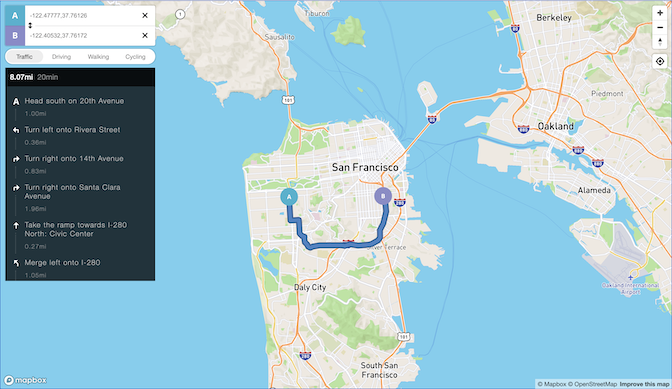 A
-122.47777,37.76126
B
-122.40532,37.76172
Traffic
Driving
Walking
Cycling
8.07mi 20min
A Head south on 20th Avenue
1.00mi
Turn left onto Rivera Street
0.36mi
Turn right onto 14th Avenue
0.83mi
Turn right onto Santa Clara
Avenue
1.96mi
Take the ramp towards I-280
North: Civic Center
0.27mi
Merge left onto I-280
1.05mi
Tiburon
1
Sausalito
101
Berkeley
Piedmont
Oakland
80
880
San Francisco
Alameda
A
B
280
Oakland International
Airport
Daly City
101
280
South San
Francisco
mapbox
© Mapbox © OpenStreetMap Improve this map